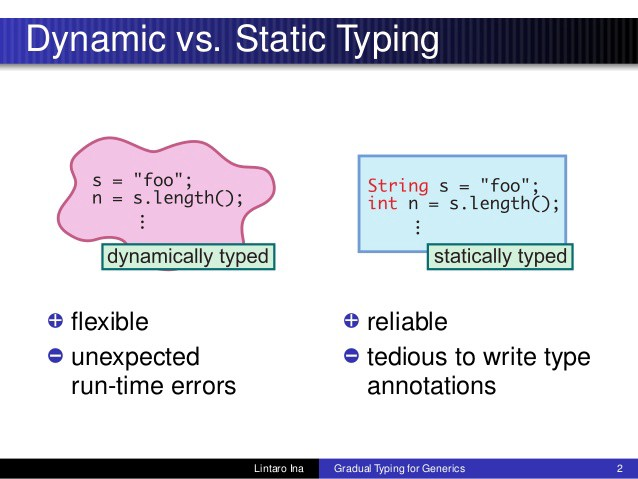 Dynamic vs. Static Typing
s = "foo";
n = s.length();
⋮
dynamically typed
String s = "foo";
int n = s.length();
⋮
statically typed
+ flexible
− unexpected
run-time errors
+ reliable
− tedious to write type
annotations
Lintaro Ina Gradual Typing for Generics 2